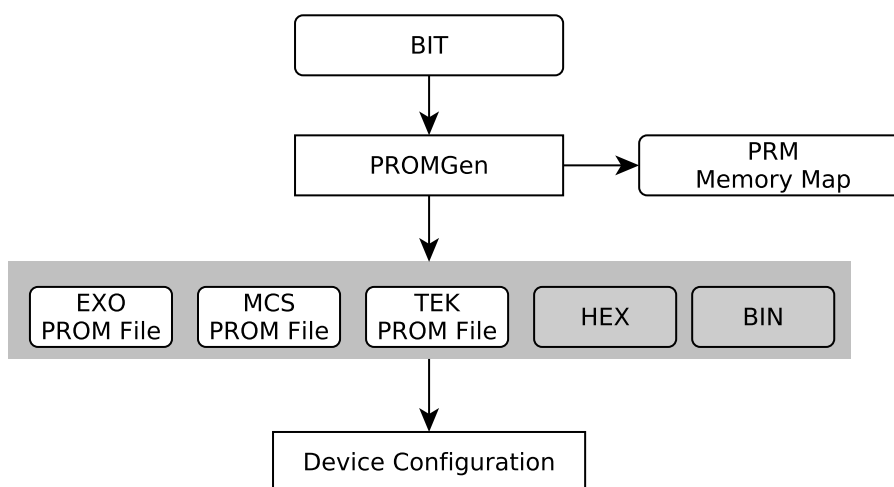 BIT
PROMGen
PRM
Memory Map
EXO
PROM File
MCS
PROM File
TEK
PROM File
HEX
BIN
Device Configuration